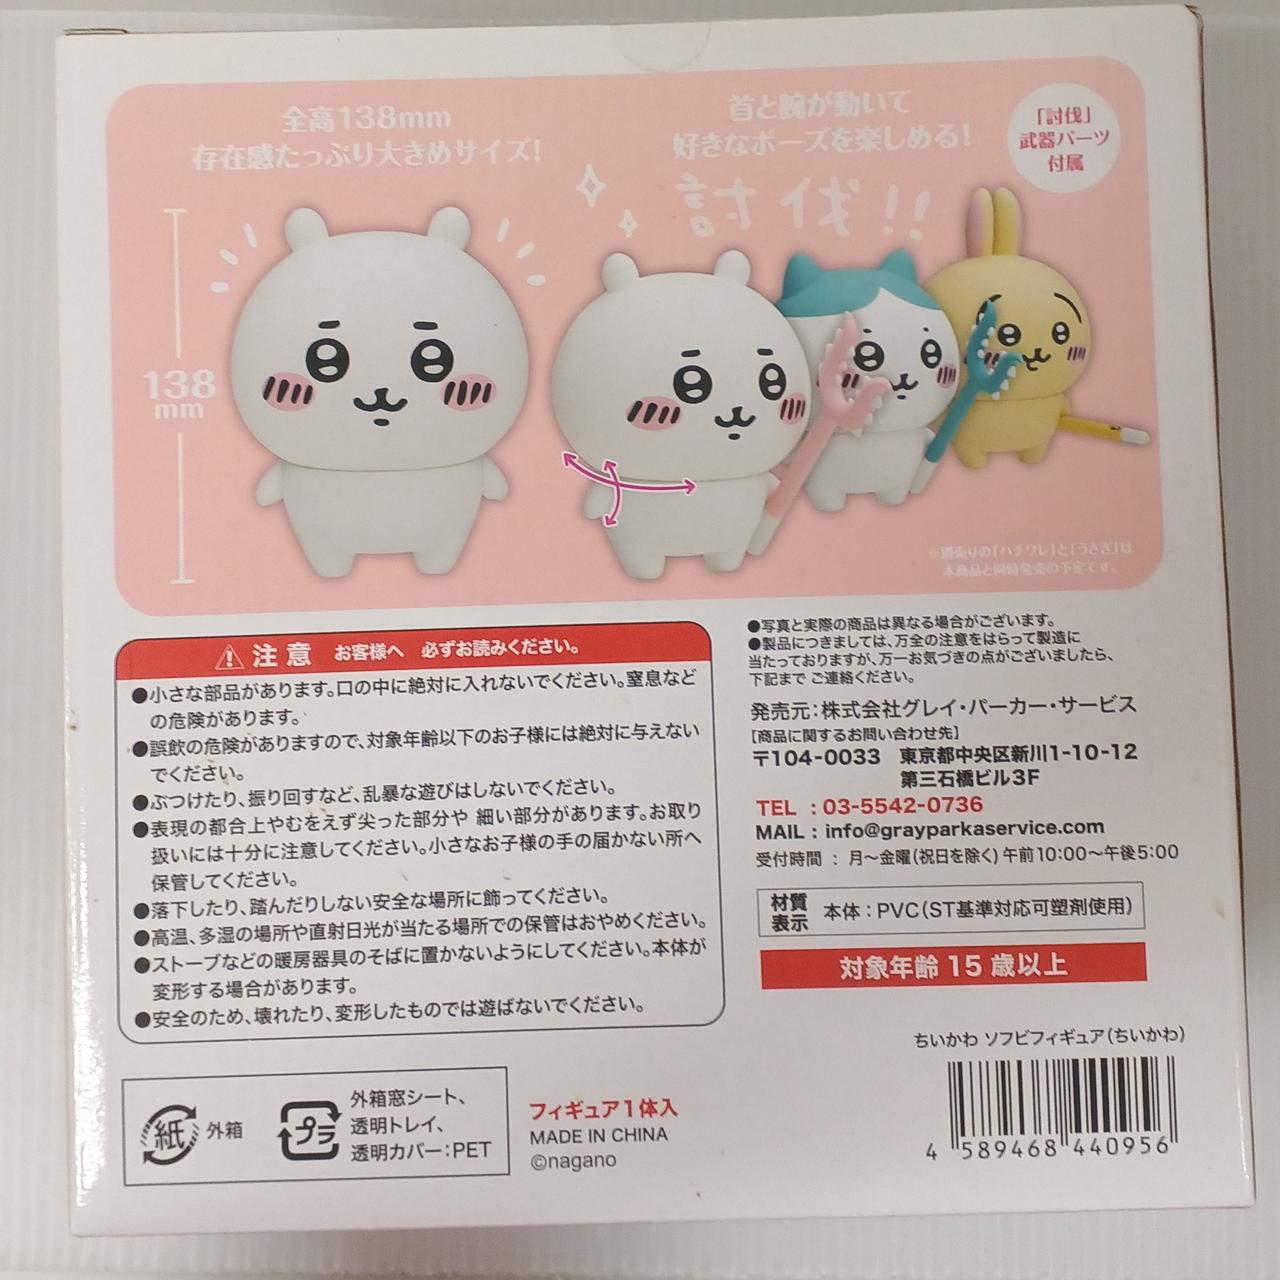 全高138mm
存在感たっぷり大きめサイズ!
首と腕が動いて
好きなポーズを楽しめる!
「討伐」
武器パーツ
付属
討伐!!
138
mm
※別売りの「ハチワレ」と「うさぎ」は
本商品と同時発売の予定です。
注意 お客様へ 必ずお読みください。
●小さな部品があります。口の中に絶対に入れないでください。窒息など
の危険があります。
●誤飲の危険がありますので、対象年齢以下のお子様には絶対に与えない
でください。
●ぶつけたり、振り回すなど、乱暴な遊びはしないでください。
●表現の都合上やむをえず尖った部分や 細い部分があります。お取り
扱いには十分に注意してください。小さなお子様の手の届かない所へ
保管してください。
●落下したり、踏んだりしない安全な場所に飾ってください。
●高温、多湿の場所や直射日光が当たる場所での保管はおやめください。
●ストーブなどの暖房器具のそばに置かないようにしてください。本体が
変形する場合があります。
●安全のため、壊れたり、変形したものでは遊ばないでください。
●写真と実際の商品は異なる場合がございます。
●製品につきましては、万全の注意をはらって製造に
当たっておりますが、万一お気づきの点がございましたら、
下記まで ご連絡ください。
発売元:株式会社グレイ・パーカー・サービス
【商品に関するお問い合わせ先】
〒104-0033 東京都中央区新川1-10-12
第三石橋ビル3F
TEL : 03-5542-0736
MAIL : info@grayparkaservice.com
受付時間 : 月〜金曜(祝日を除く)午前10:00〜午後5:00
材質
表示
本体:PVC(ST基準対応可塑剤使用)
対象年齢 15 歳以上
ちいかわ ソフビフィギュア(ちいかわ)
4 589468 440956
紙
外箱
プラ
外箱窓シート、
透明トレイ、
透明カバー:PET
フィギュア1体入
MADE IN CHINA
©nagano